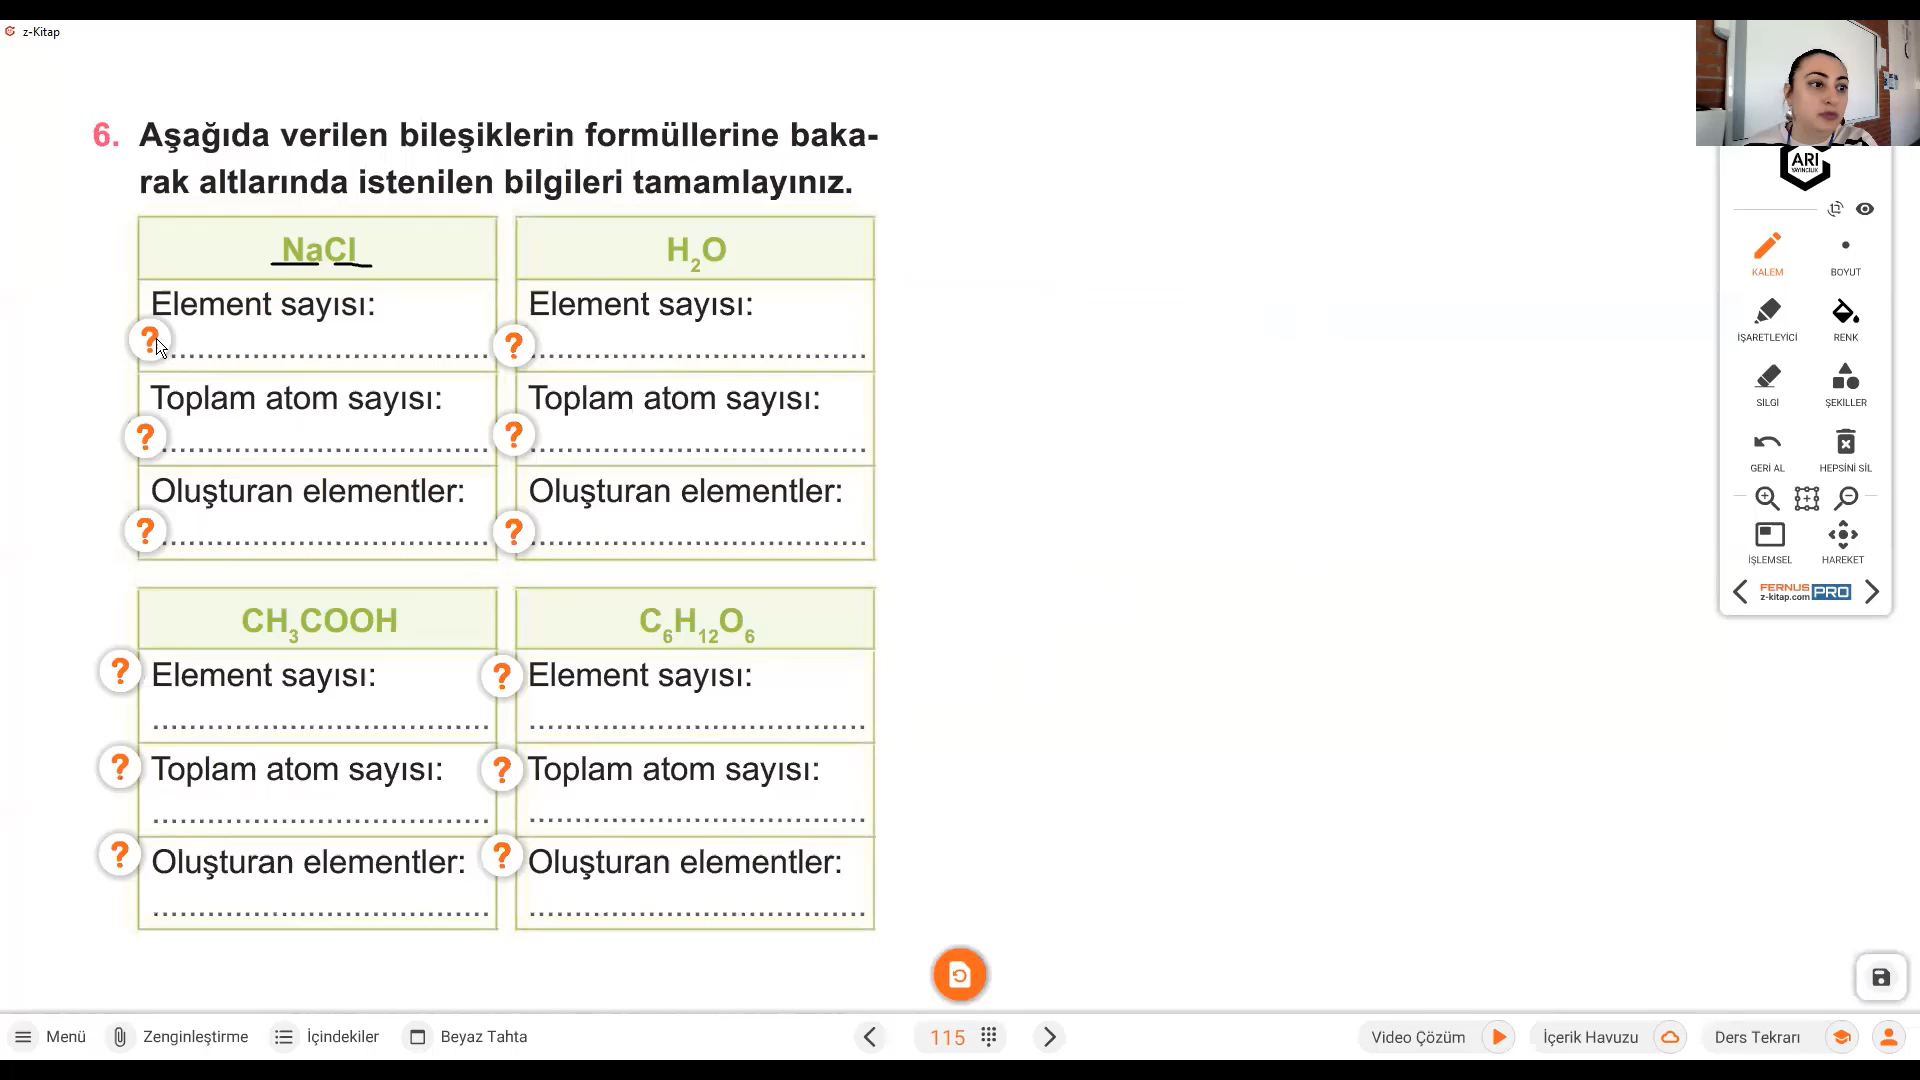 z-Kitap
6. Aşağıda verilen bileşiklerin formüllerine baka-
rak altlarında istenilen bilgileri tamamlayınız.
NaCl
Element sayısı:
?......................................
Toplam atom sayısı:
?......................................
Oluşturan elementler:
?......................................
H₂O
Element sayısı:
?......................................
Toplam atom sayısı:
?......................................
Oluşturan elementler:
?......................................
CH₃COOH
? Element sayısı:
......................................
? Toplam atom sayısı:
......................................
? Oluşturan elementler:
......................................
C₆H₁₂O₆
? Element sayısı:
......................................
? Toplam atom sayısı:
......................................
? Oluşturan elementler:
......................................
ARI
YAYINCILIK
KALEM
BOYUT
İŞARETLEYİCİ
RENK
SİLGİ
ŞEKİLLER
GERİ AL
HEPSİNİ SİL
İŞLEMSEL
HAREKET
FERNUS
z-kitap.com
PRO
Menü
Zenginleştirme
İçindekiler
Beyaz Tahta
115
Video Çözüm
İçerik Havuzu
Ders Tekrarı